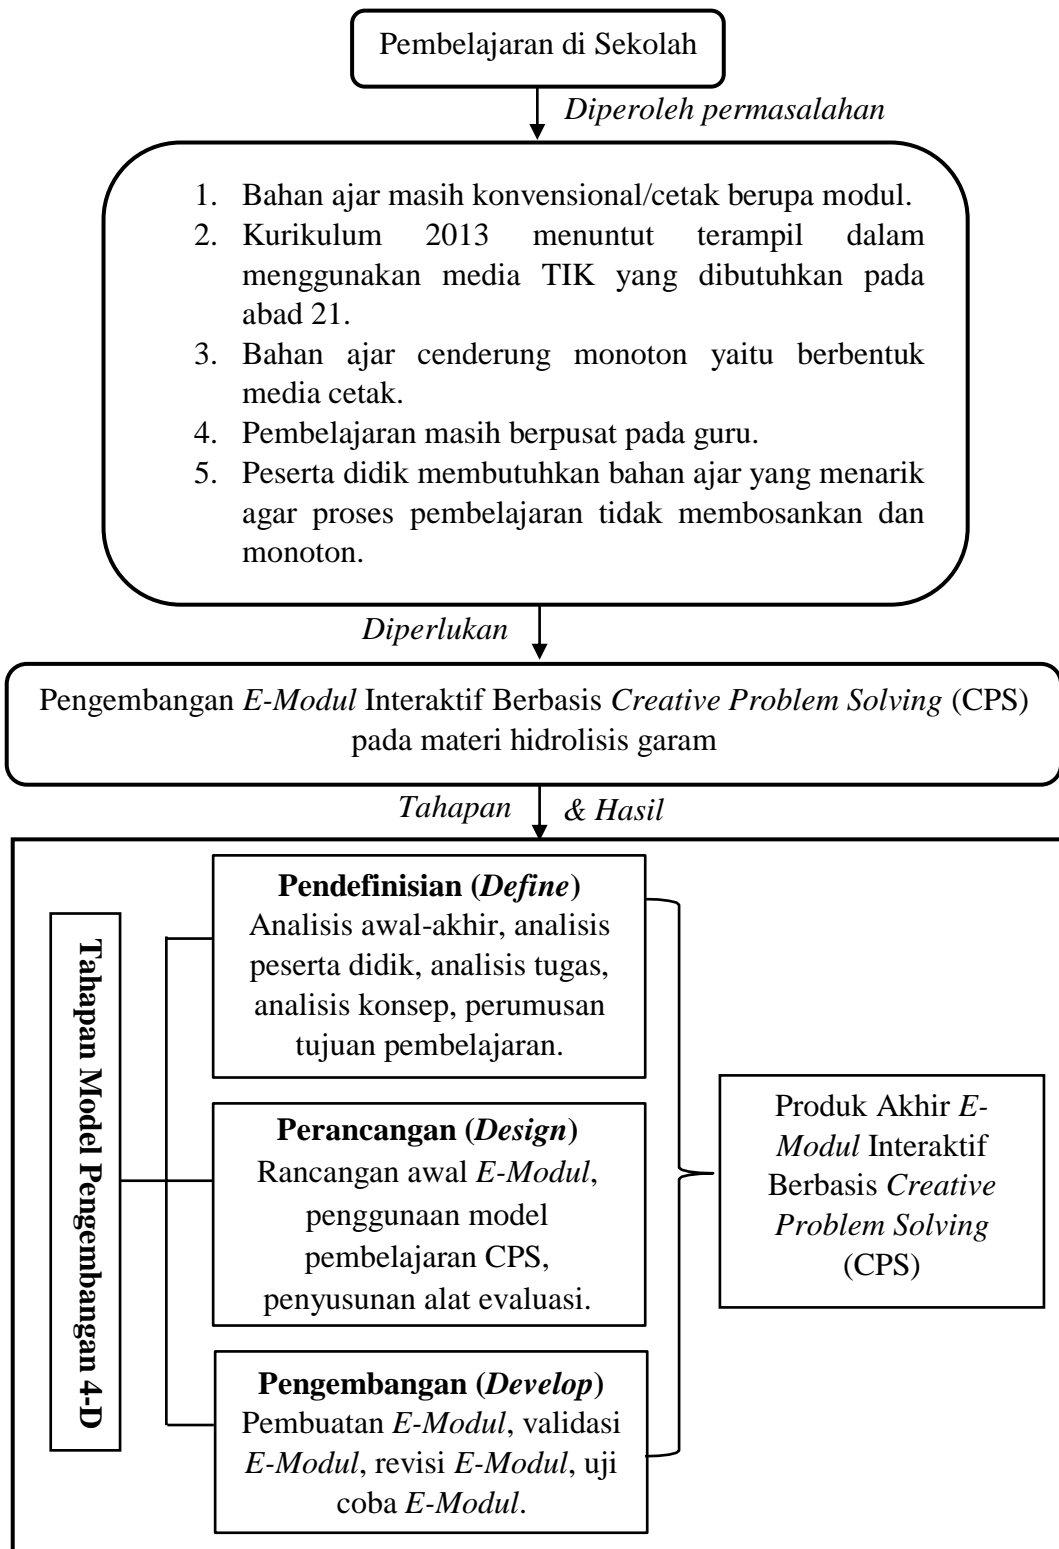 Pembelajaran di Sekolah
Diperoleh permasalahan
1. Bahan ajar masih konvensional/cetak berupa modul.
2. Kurikulum 2013 menuntut terampil dalam
menggunakan media TIK yang dibutuhkan pada
abad 21.
3. Bahan ajar cenderung monoton yaitu berbentuk
media cetak.
4. Pembelajaran masih berpusat pada guru.
5. Peserta didik membutuhkan bahan ajar yang menarik
agar proses pembelajaran tidak membosankan dan
monoton.
Diperlukan
Pengembangan E-Modul Interaktif Berbasis Creative Problem Solving (CPS)
pada materi hidrolisis garam
Tahapan & Hasil
Tahapan Model Pengembangan 4-D
Pendefinisian (Define)
Analisis awal-akhir, analisis
peserta didik, analisis tugas,
analisis konsep, perumusan
tujuan pembelajaran.
Perancangan (Design)
Rancangan awal E-Modul,
penggunaan model
pembelajaran CPS,
penyusunan alat evaluasi.
Pengembangan (Develop)
Pembuatan E-Modul, validasi
E-Modul, revisi E-Modul, uji
coba E-Modul.
Produk Akhir E-
Modul Interaktif
Berbasis Creative
Problem Solving
(CPS)